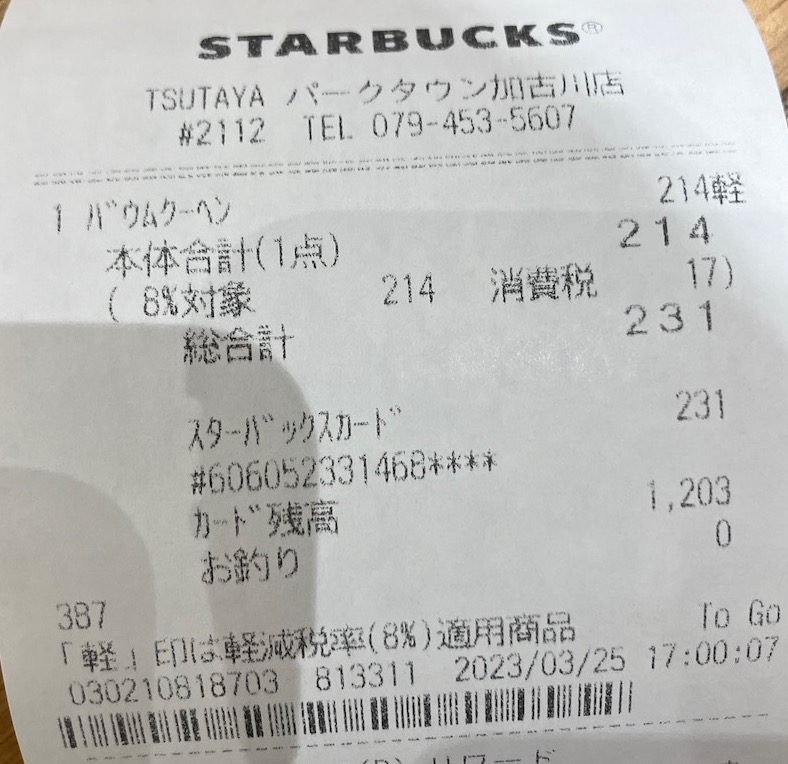 STARBUCKS®
TSUTAYA パークタウン加古川店
#2112 TEL 079-453-5607
1 バウムクーヘン 214軽
本体合計(1点) 214
( 8%対象 214 消費税 17)
総合計 231
スターバックスカード 231
#606052331468****
カード残高 1,203
お釣り 0
387 To Go
「軽」印は軽減税率(8%)適用商品
030210818703 813311 2023/03/25 17:00:07